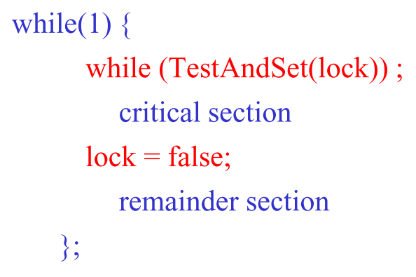 while(1) {
while (TestAndSet(lock)) ;
critical section
lock = false;
remainder section
};